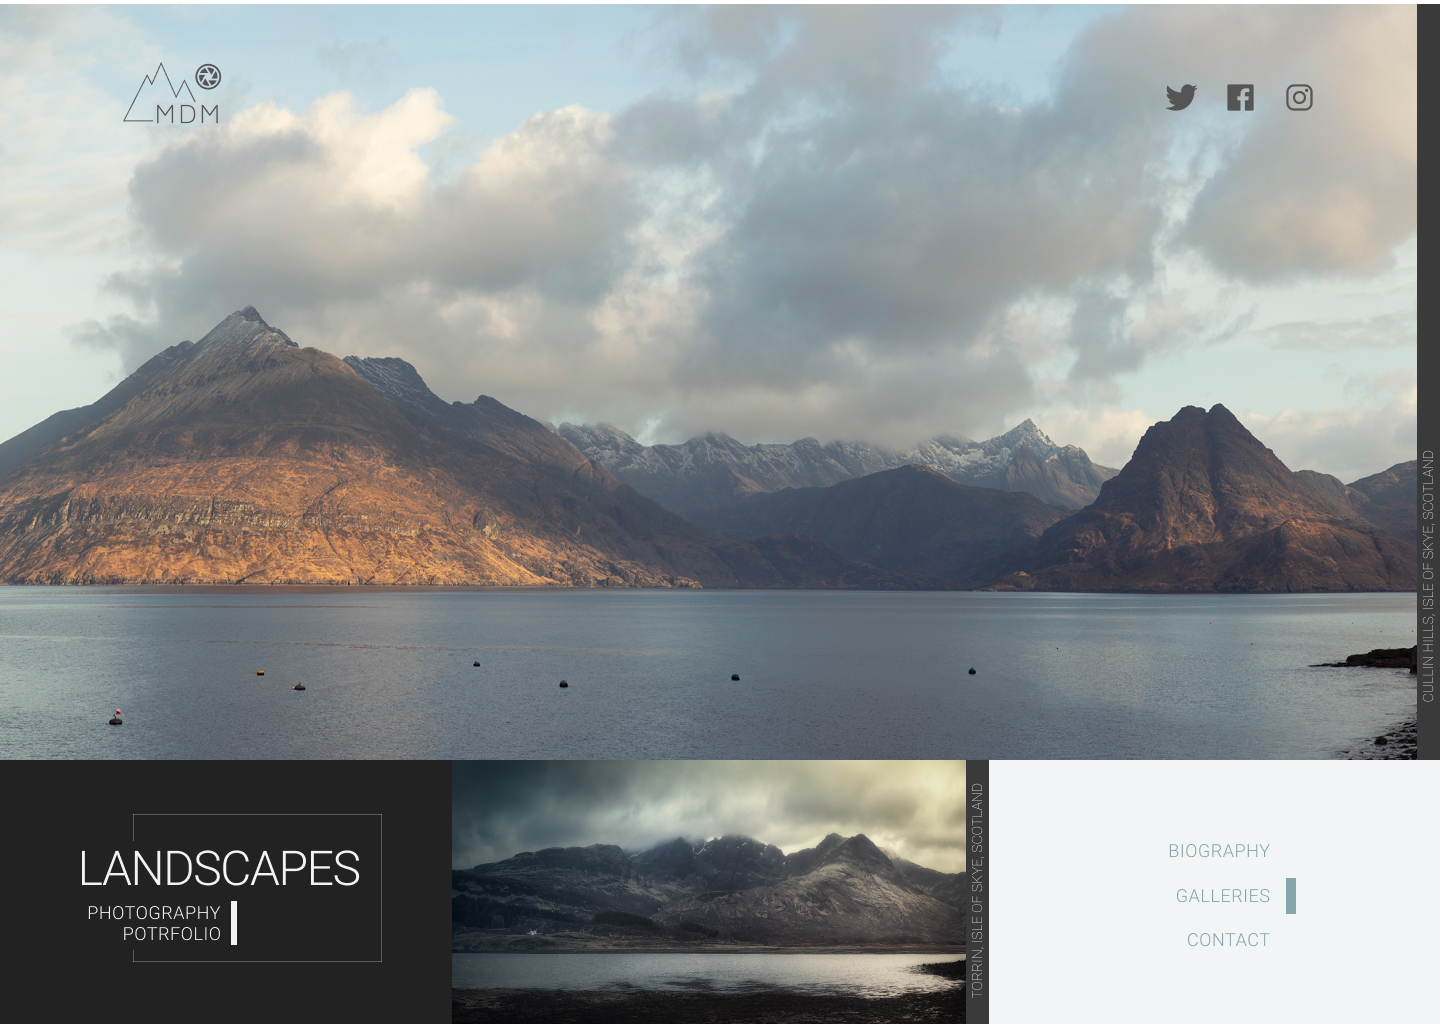 MDM
CULLIN HILLS, ISLE OF SKYE, SCOTLAND
LANDSCAPES
PHOTOGRAPHY
POTRFOLIO
TORRIN, ISLE OF SKYE, SCOTLAND
BIOGRAPHY
GALLERIES
CONTACT